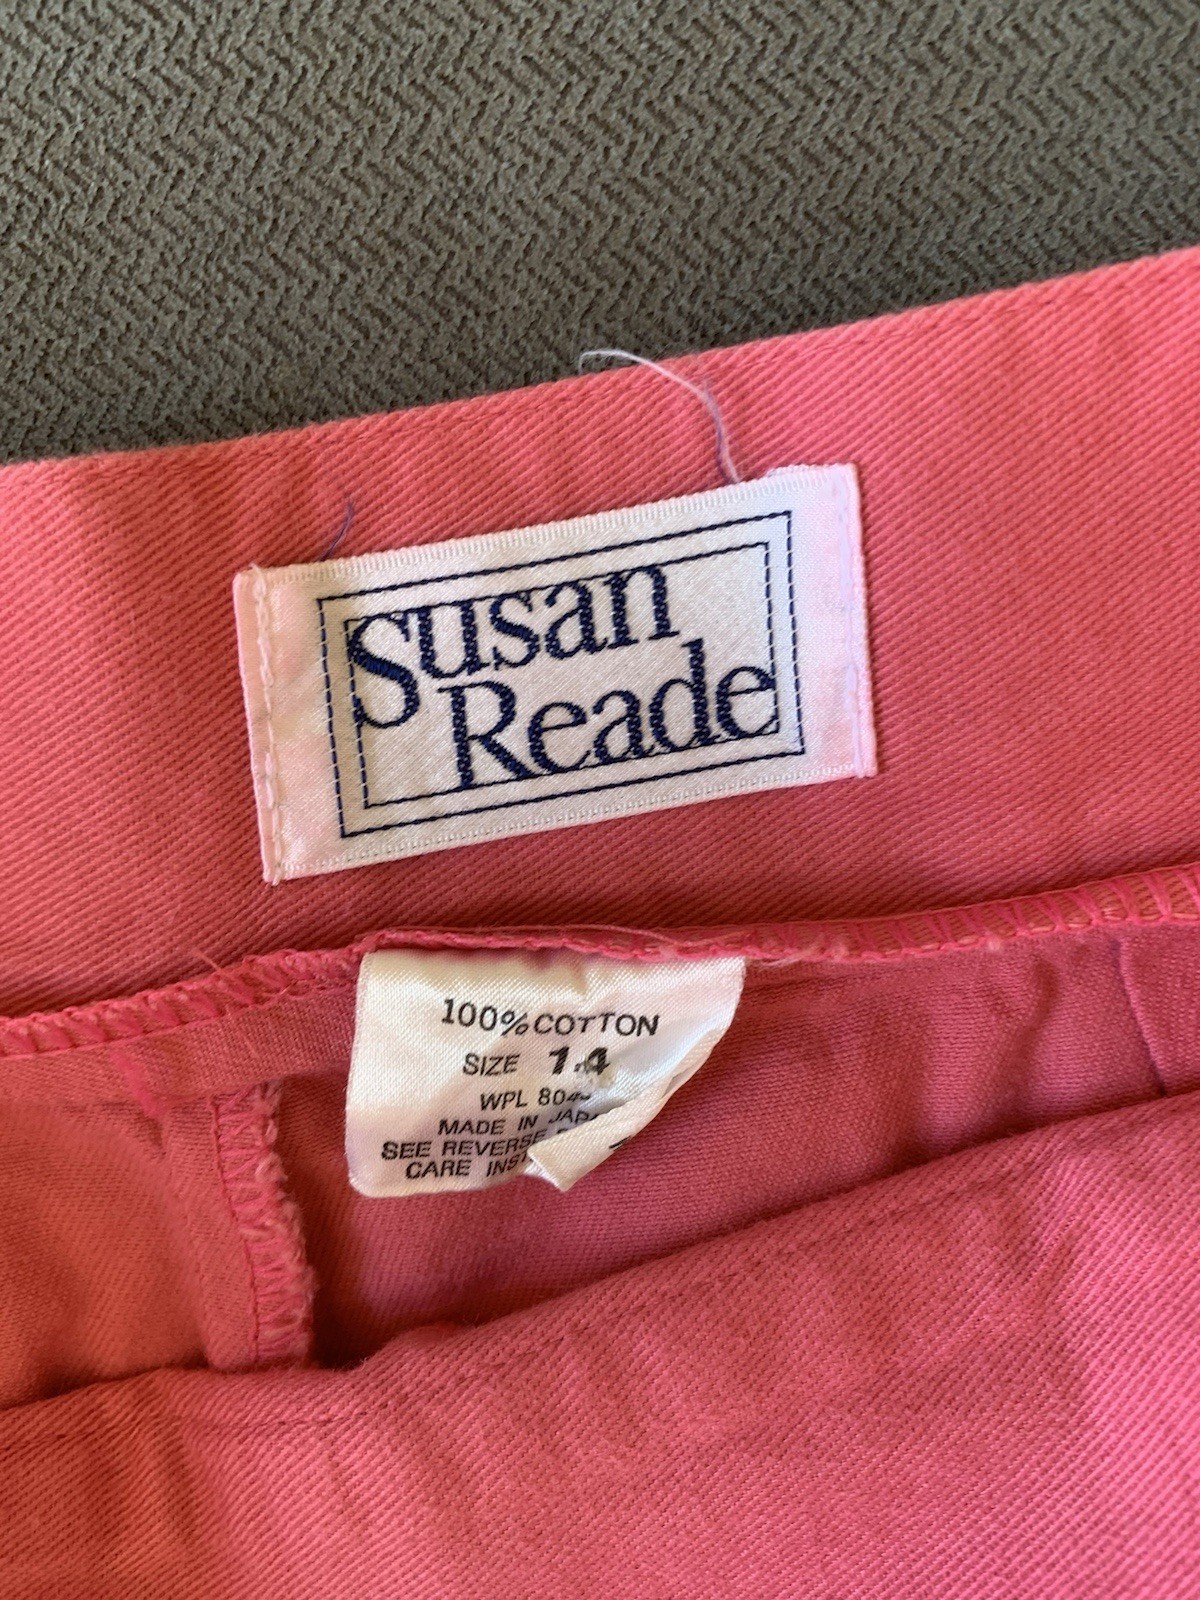 Susan
Reade
100% COTTON
SIZE 14
WPL
MADE IN
SEE REVERSE
CARE